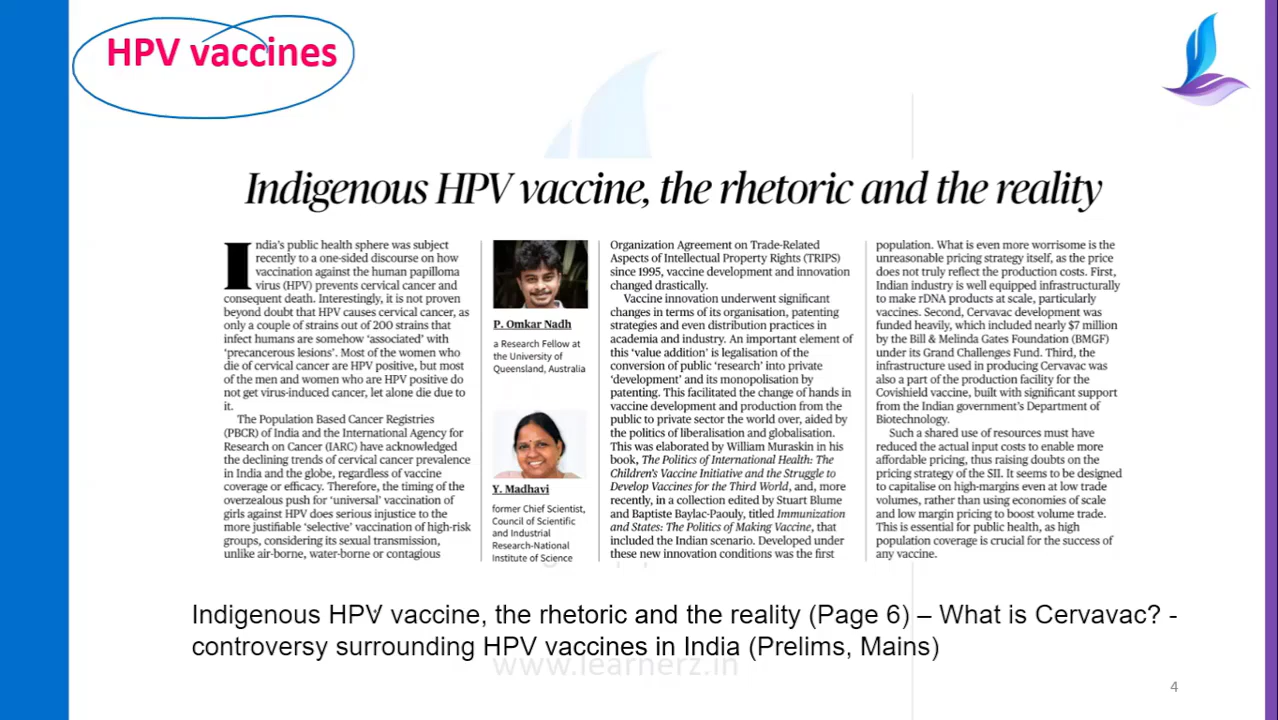 HPV vaccines
Indigenous HPV vaccine, the rhetoric and the reality
India's public health sphere was subject
recently to a one-sided discourse on how
vaccination against the human papilloma
virus (HPV) prevents cervical cancer and
consequent death. Interestingly, it is not proven
beyond doubt that HPV causes cervical cancer, as
only a couple of strains out of 200 strains that
infect humans are somehow 'associated' with
'precancerous lesions'. Most of the women who
die of cervical cancer are HPV positive, but most
of the men and women who are HPV positive do
not get virus-induced cancer, let alone die due to
it.
The Population Based Cancer Registries
(PBCR) of India and the International Agency for
Research on Cancer (IARC) have acknowledged
the declining trends of cervical cancer prevalence
in India and the globe, regardless of vaccine
coverage or efficacy. Therefore, the timing of the
overzealous push for 'universal' vaccination of
girls against HPV does serious injustice to the
more justifiable 'selective' vaccination of high-risk
groups, considering its sexual transmission,
unlike air-borne, water-borne or contagious
P. Omkar Nadh
a Research Fellow at
the University of
Queensland, Australia
Y. Madhavi
former Chief Scientist,
Council of Scientific
and Industrial
Research-National
Institute of Science
Organization Agreement on Trade-Related
Aspects of Intellectual Property Rights (TRIPS)
since 1995, vaccine development and innovation
changed drastically.
Vaccine innovation underwent significant
changes in terms of its organisation, patenting
strategies and even distribution practices in
academia and industry. An important element of
this 'value addition' is legalisation of the
conversion of public 'research' into private
'development' and its monopolisation by
patenting. This facilitated the change of hands in
vaccine development and production from the
public to private sector the world over, aided by
the politics of liberalisation and globalisation.
This was elaborated by William Muraskin in his
book, The Politics of International Health: The
Children's Vaccine Initiative and the Struggle to
Develop Vaccines for the Third World, and, more
recently, in a collection edited by Stuart Blume
and Baptiste Baylac-Paouly, titled Immunization
and States: The Politics of Making Vaccine, that
included the Indian scenario. Developed under
these new innovation conditions was the first
population. What is even more worrisome is the
unreasonable pricing strategy itself, as the price
does not truly reflect the production costs. First,
Indian industry is well equipped infrastructurally
to make rDNA products at scale, particularly
vaccines. Second, Cervavac development was
funded heavily, which included nearly $7 million
by the Bill & Melinda Gates Foundation (BMGF)
under its Grand Challenges Fund. Third, the
infrastructure used in producing Cervavac was
also a part of the production facility for the
Covishield vaccine, built with significant support
from the Indian government's Department of
Biotechnology.
Such a shared use of resources must have
reduced the actual input costs to enable more
affordable pricing, thus raising doubts on the
pricing strategy of the SII. It seems to be designed
to capitalise on high-margins even at low trade
volumes, rather than using economies of scale
and low margin pricing to boost volume trade.
This is essential for public health, as high
population coverage is crucial for the success of
any vaccine.
Indigenous HPV vaccine, the rhetoric and the reality (Page 6) – What is Cervavac? -
controversy surrounding HPV vaccines in India (Prelims, Mains)
www.learnerz.in
4